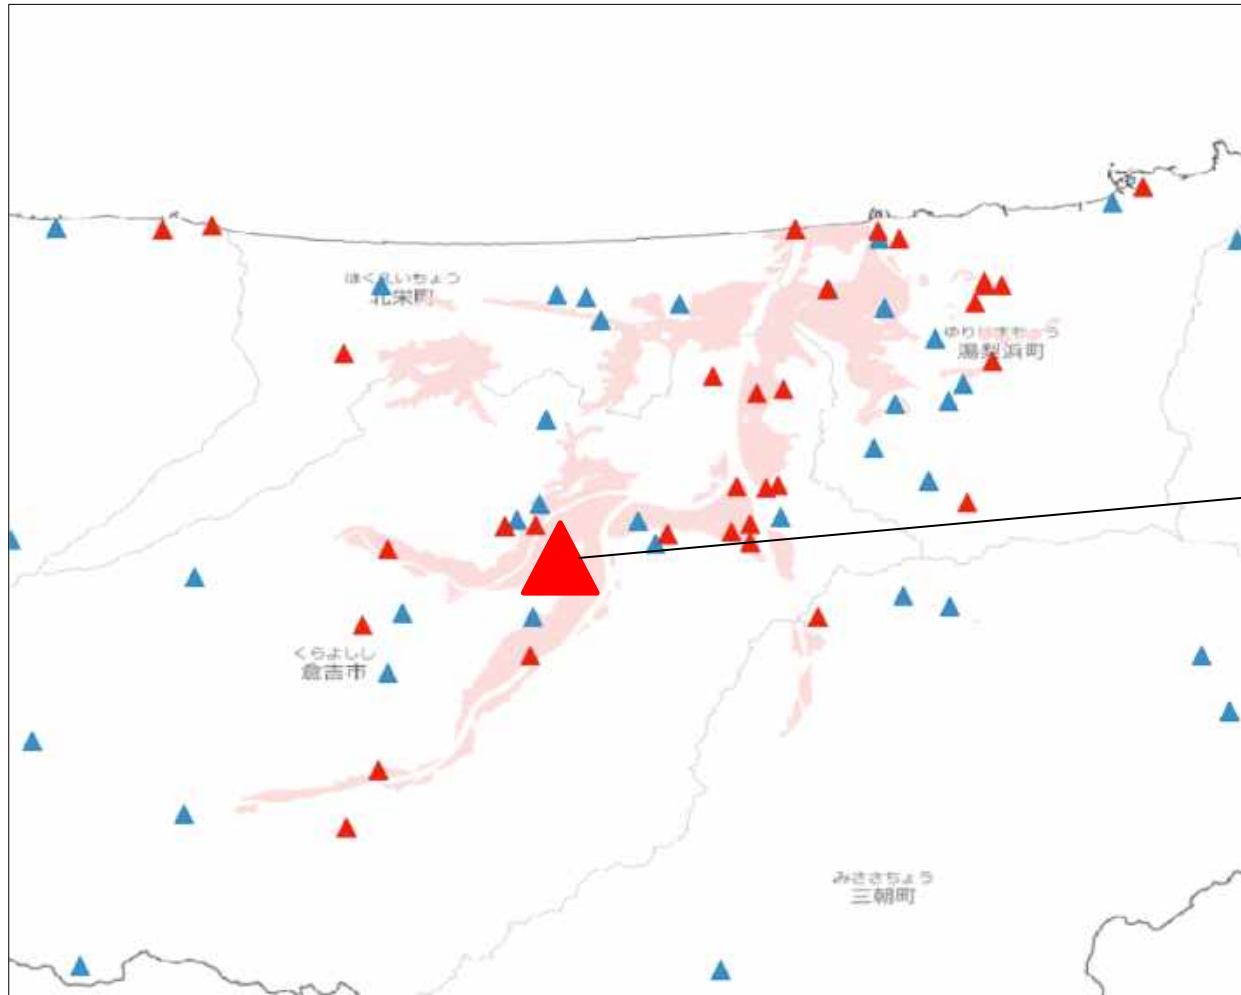 ほくえいちょう
北栄町
ゆりはまちょう
湯梨浜町
くらよしし
倉吉市
みささちょう
三朝町